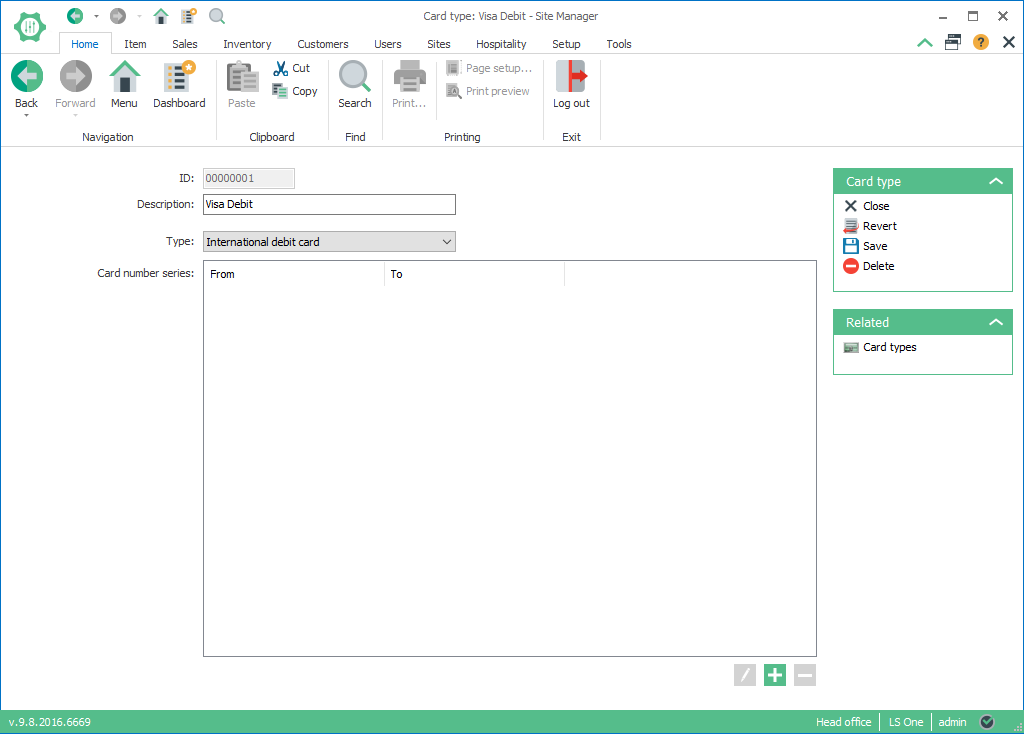 Card type: Visa Debit - Site Manager
Home Item Sales Inventory Customers Users Sites Hospitality Setup Tools
Back Forward Menu Dashboard
Navigation
Paste Cut
Copy
Clipboard
Search
Find
Print... Page setup...
Print preview
Printing
Log out
Exit
ID: 00000001
Description: Visa Debit
Type: International debit card
Card number series: From To
Card type
Close
Revert
Save
Delete
Related
Card types
v.9.8.2016.6669
Head office LS One admin